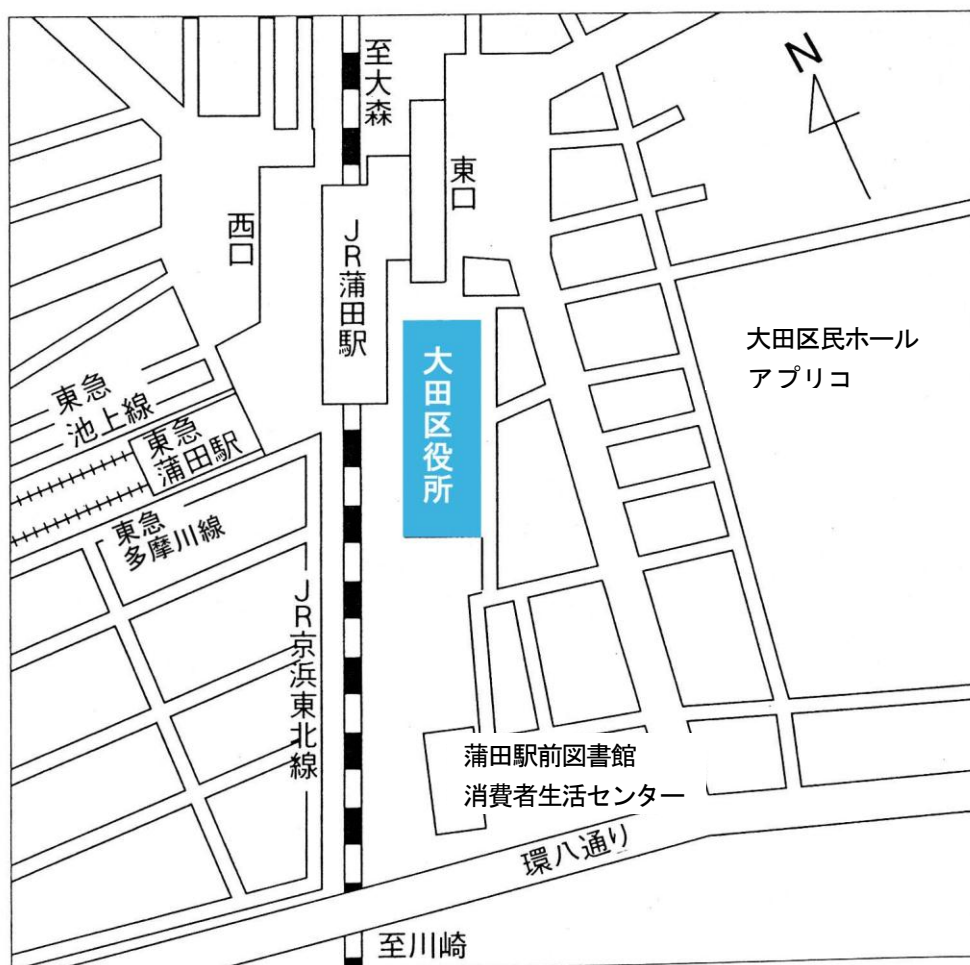 至大森
N
東口
西口
JR蒲田駅
大田区民ホール
アプリコ
大田区役所
東急
池上線
東急
蒲田駅
東急
多摩川線
JR京浜東北線
蒲田駅前図書館
消費者生活センター
環八通り
至川崎